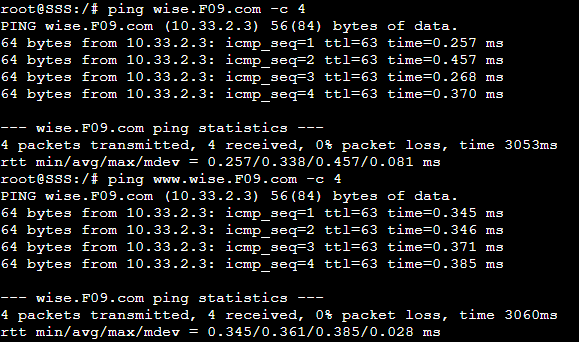 root@SSS:/# ping wise.F09.com -c 4
PING wise.F09.com (10.33.2.3) 56(84) bytes of data.
64 bytes from 10.33.2.3: icmp_seq=1 ttl=63 time=0.257 ms
64 bytes from 10.33.2.3: icmp_seq=2 ttl=63 time=0.457 ms
64 bytes from 10.33.2.3: icmp_seq=3 ttl=63 time=0.268 ms
64 bytes from 10.33.2.3: icmp_seq=4 ttl=63 time=0.370 ms
--- wise.F09.com ping statistics ---
4 packets transmitted, 4 received, 0% packet loss, time 3053ms
rtt min/avg/max/mdev = 0.257/0.338/0.457/0.081 ms
root@SSS:/# ping www.wise.F09.com -c 4
PING wise.F09.com (10.33.2.3) 56(84) bytes of data.
64 bytes from 10.33.2.3: icmp_seq=1 ttl=63 time=0.345 ms
64 bytes from 10.33.2.3: icmp_seq=2 ttl=63 time=0.346 ms
64 bytes from 10.33.2.3: icmp_seq=3 ttl=63 time=0.371 ms
64 bytes from 10.33.2.3: icmp_seq=4 ttl=63 time=0.385 ms
--- wise.F09.com ping statistics ---
4 packets transmitted, 4 received, 0% packet loss, time 3060ms
rtt min/avg/max/mdev = 0.345/0.361/0.385/0.028 ms